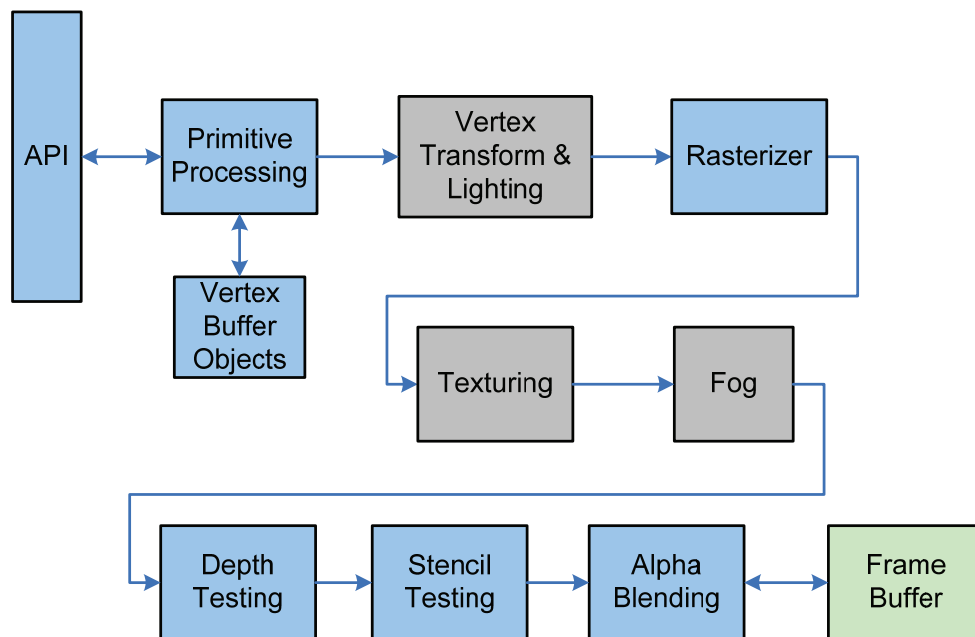 API
Primitive
Processing
Vertex
Transform &
Lighting
Rasterizer
Vertex
Buffer
Objects
Texturing
Fog
Depth
Testing
Stencil
Testing
Alpha
Blending
Frame
Buffer